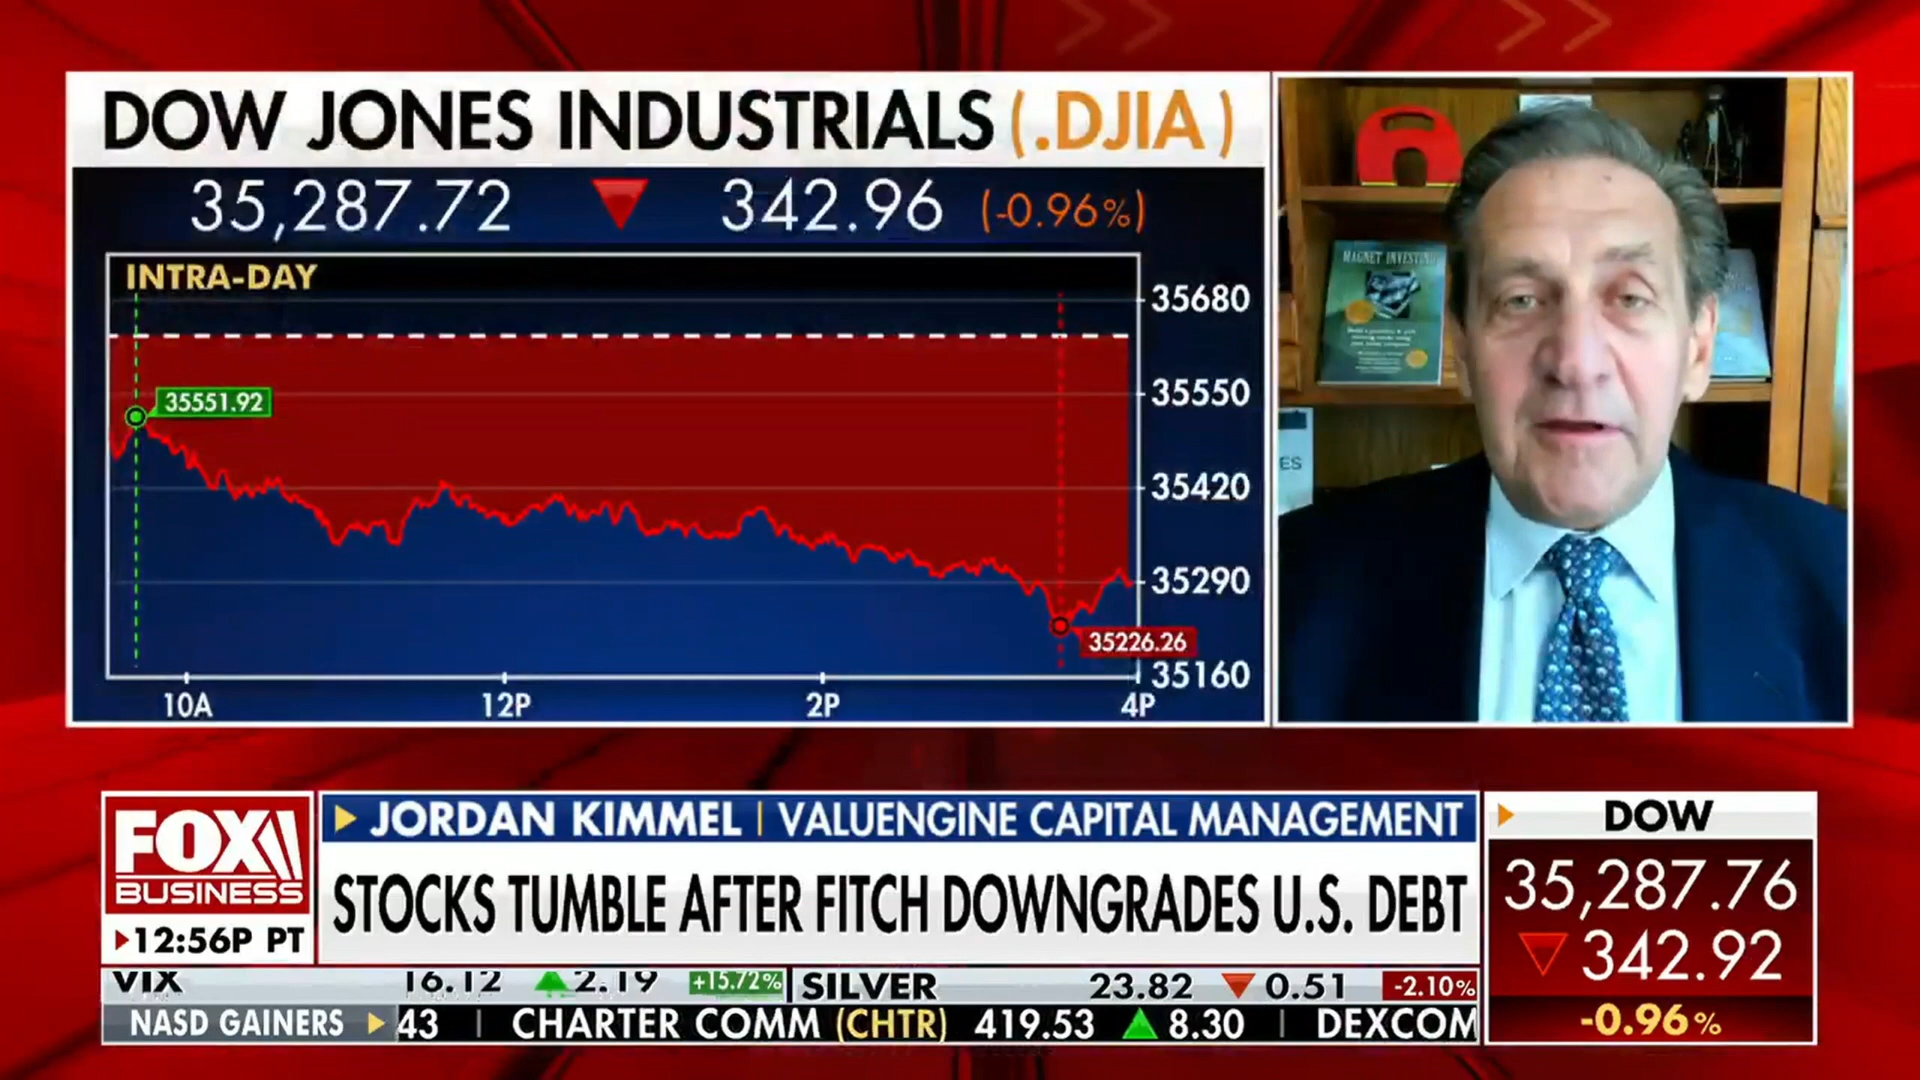 DOW JONES INDUSTRIALS (.DJIA )
35,287.72 ▼ 342.96 (-0.96%)
INTRA-DAY
35680
35550
35420
35290
35160
35551.92
35226.26
10A 12P 2P 4P
MAGNET INVESTING
ES
FOX
BUSINESS
12:56P PT
JORDAN KIMMEL | VALUENGINE CAPITAL MANAGEMENT
STOCKS TUMBLE AFTER FITCH DOWNGRADES U.S. DEBT
DOW
35,287.76
▼ 342.92
-0.96%
VIX 16.12 ▲ 2.19 +15.72% SILVER 23.82 ▼ 0.51 -2.10%
NASD GAINERS 43 | CHARTER COMM (CHTR) 419.53 ▲ 8.30 | DEXCOM